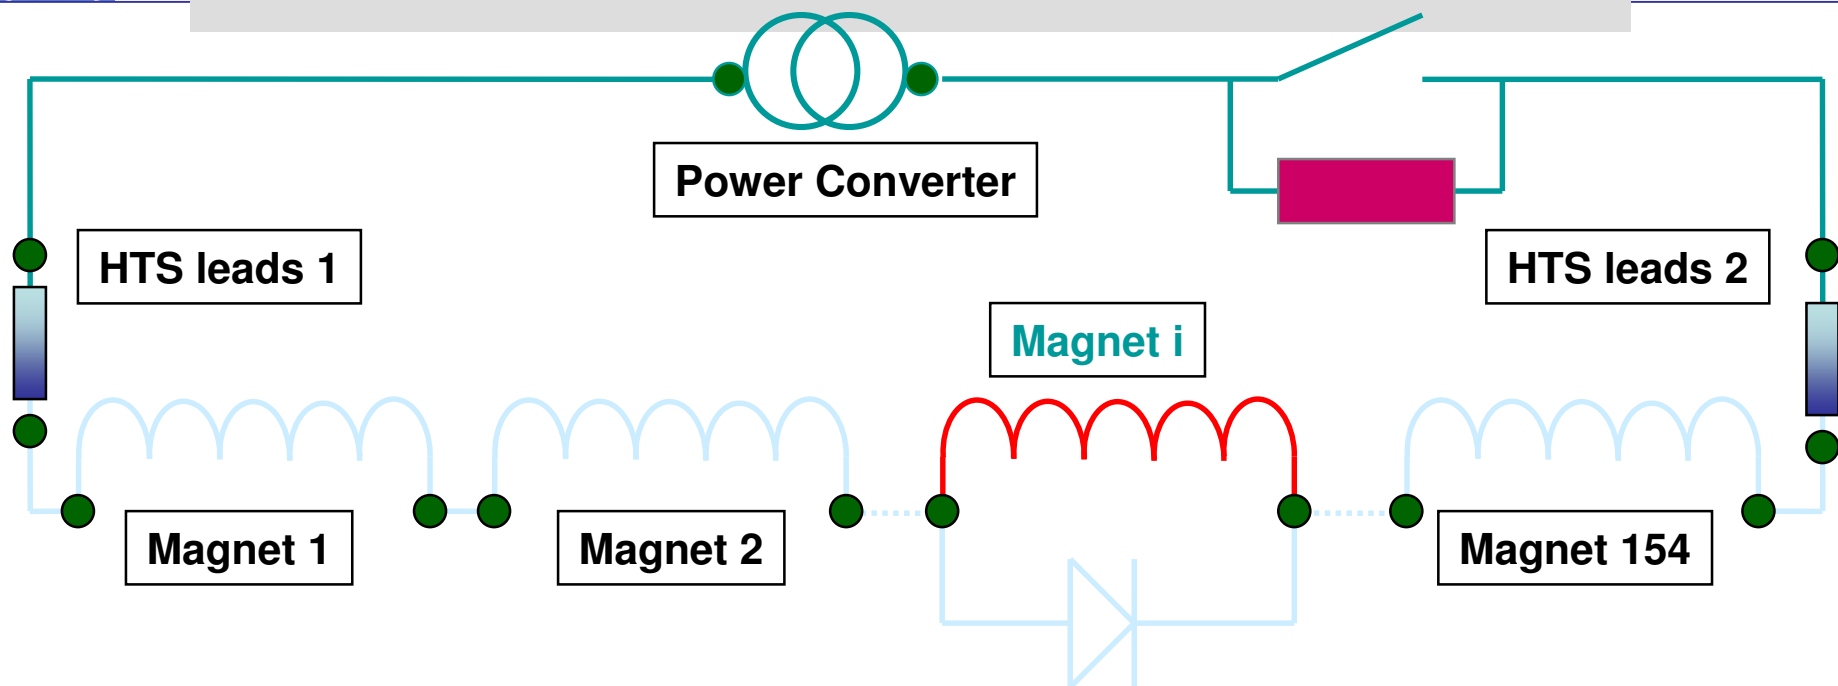 Power Converter
HTS leads 1
HTS leads 2
Magnet i
Magnet 1
Magnet 2
Magnet 154